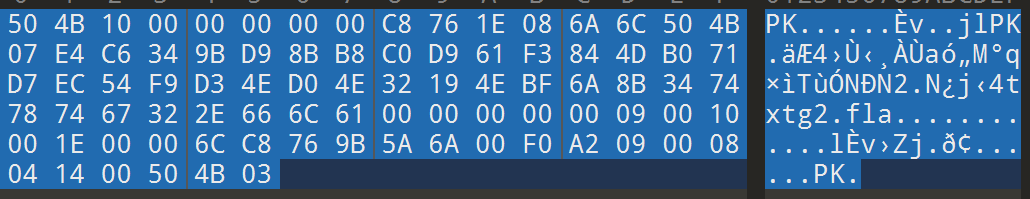 50 4B 10 00 00 00 00 00 C8 76 1E 08 6A 6C 50 4B PK......Èv..jlPK
07 E4 C6 34 9B D9 8B B8 C0 D9 61 F3 84 4D B0 71 .äÆ4›Ù‹¸ÀÙaó„M°q
D7 EC 54 F9 D3 4E D0 4E 32 19 4E BF 6A 8B 34 74 ×ìTùÓNÐN2.N¿j‹4t
78 74 67 32 2E 66 6C 61 00 00 00 00 00 09 00 10 xtg2.fla........
00 1E 00 00 6C C8 76 9B 5A 6A 00 F0 A2 09 00 08 ....lÈv›Zj.ð¢...
04 14 00 50 4B 03 ...PK.